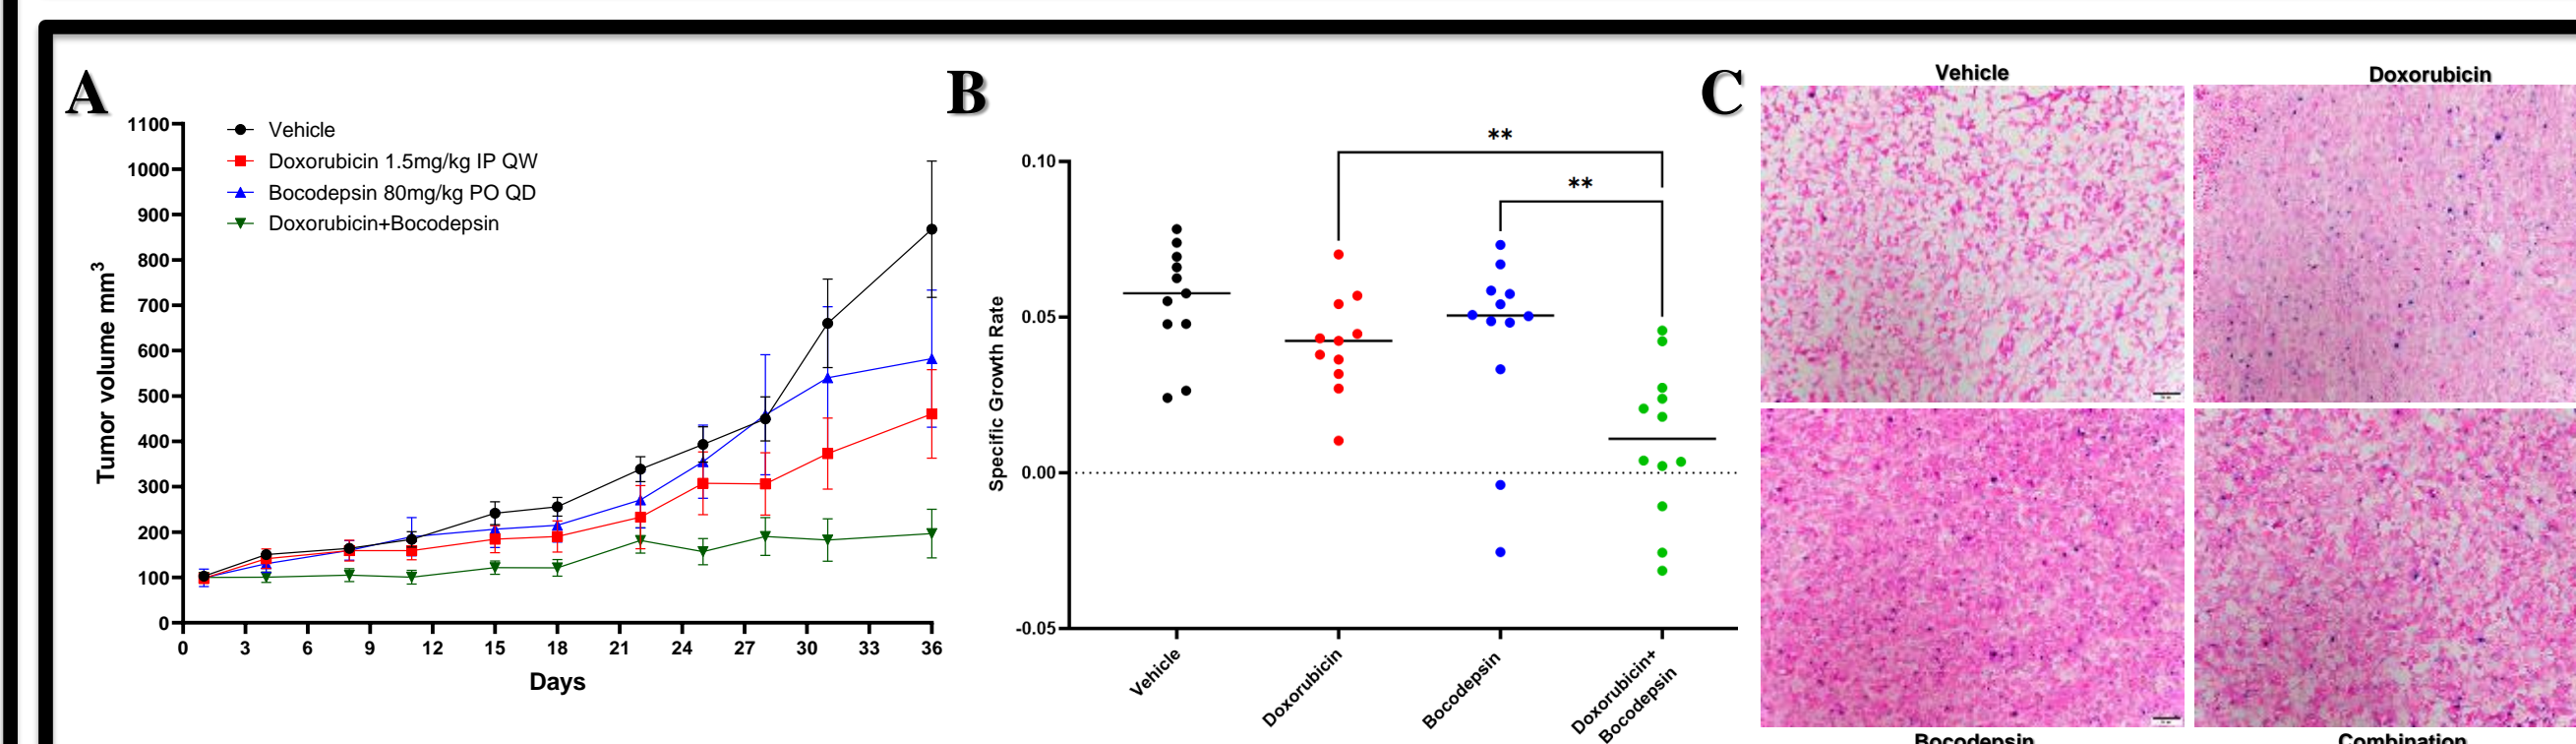 A
1100
1000
900
800
700
600
500
400
300
200
100
0
Tumor volume mm³
Vehicle
Doxorubicin 1.5mg/kg IP QW
Bocodepsin 80mg/kg PO QD
Doxorubicin+Bocodepsin
0 3 6 9 12 15 18 21 24 27 30 33 36
Days
B
**
**
0.10
0.05
0.00
-0.05
Specific Growth Rate
Vehicle
Doxorubicin
Bocodepsin
Doxorubicin+
Bocodepsin
C
Vehicle
Doxorubicin
Bocodepsin
Combination